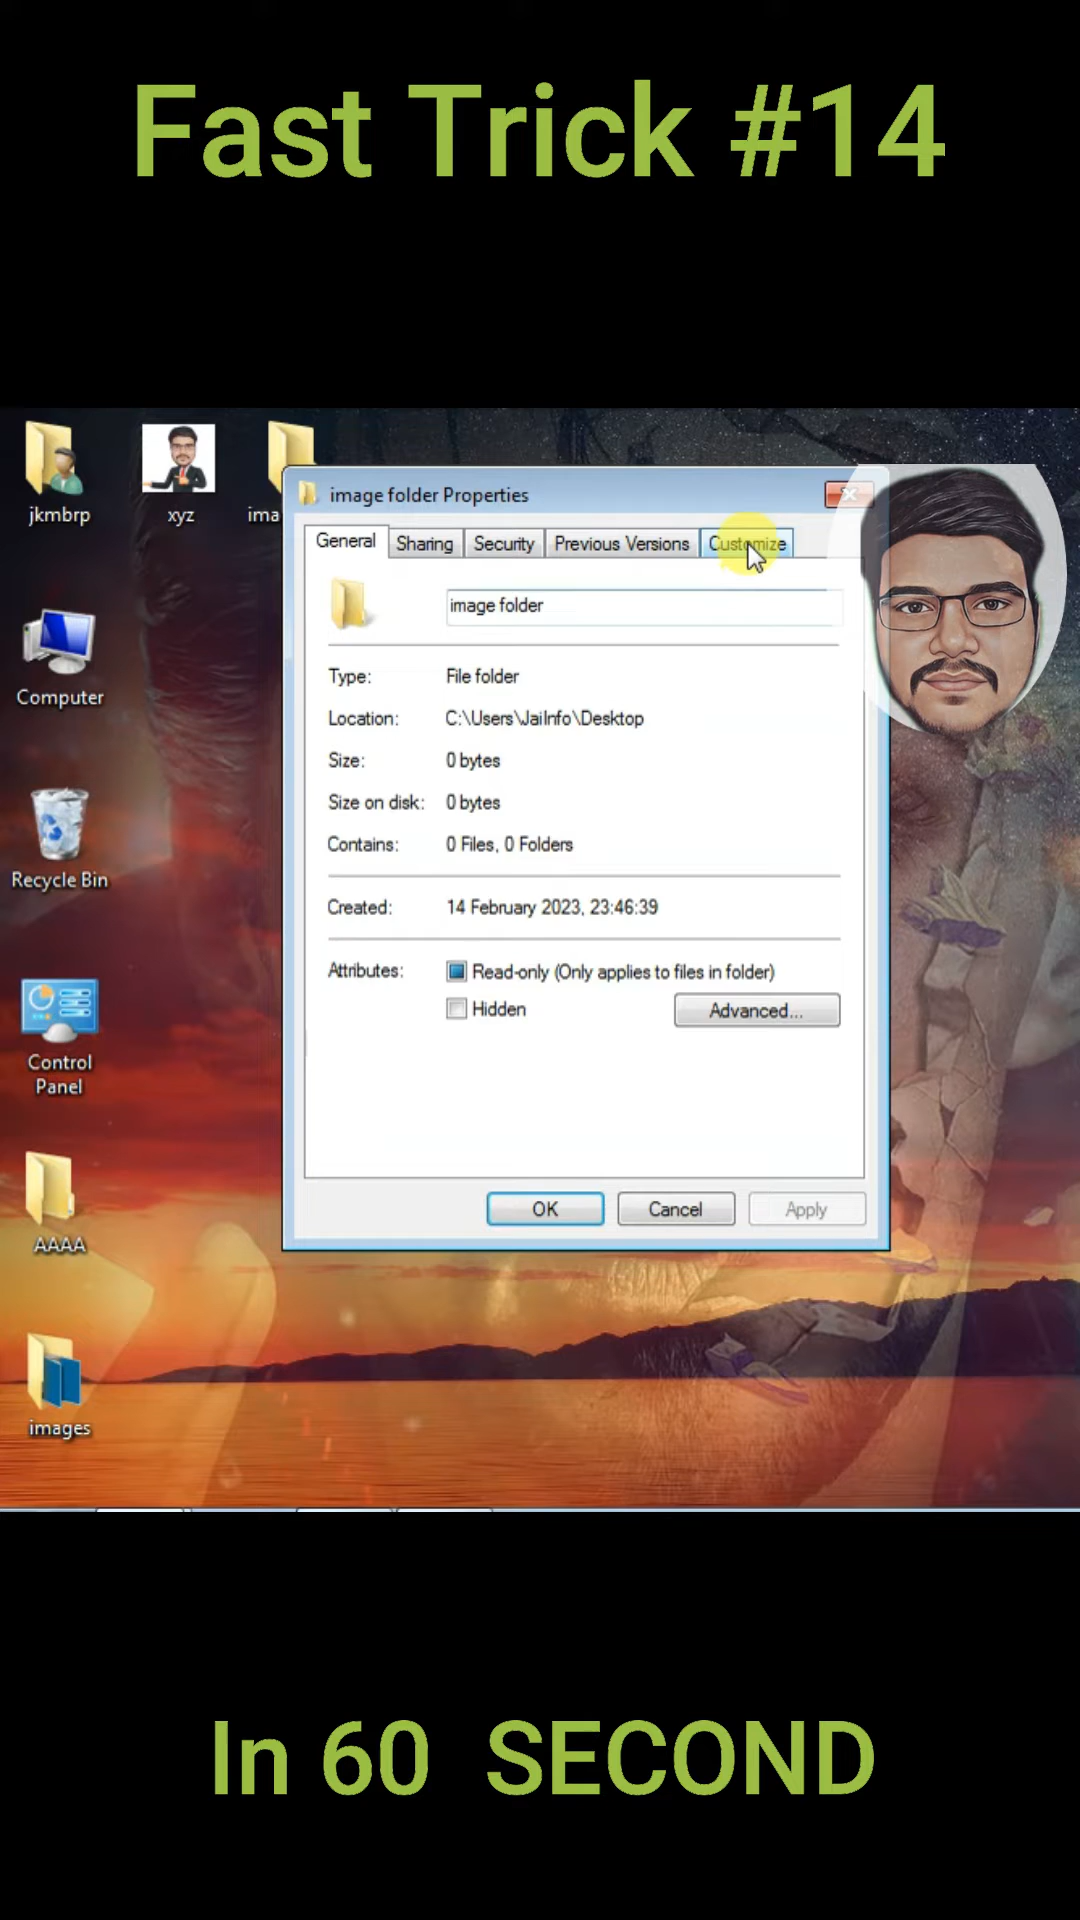 Fast Trick #14
jkmbrp
xyz
ima
image folder Properties
General
Sharing
Security
Previous Versions
Customize
image folder
Type:
File folder
Location:
C:\Users\JaiInfo\Desktop
Size:
0 bytes
Size on disk:
0 bytes
Contains:
0 Files, 0 Folders
Created:
14 February 2023, 23:46:39
Attributes:
Read-only (Only applies to files in folder)
Hidden
Advanced...
OK
Cancel
Apply
Computer
Recycle Bin
Control
Panel
AAAA
images
In 60 SECOND